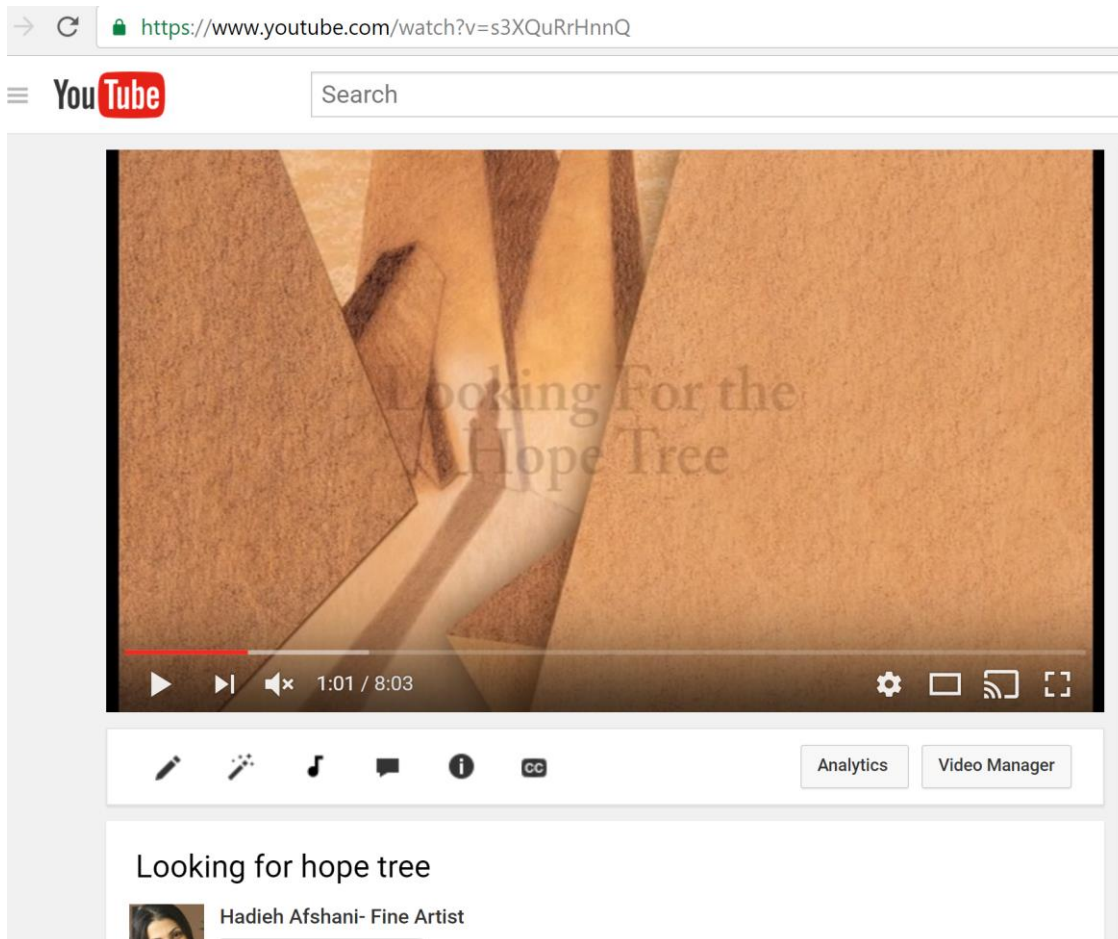 https://www.youtube.com/watch?v=s3XQuRrHnnQ
YouTube
Search
Looking For the
Hope Tree
1:01 / 8:03
CC
Analytics
Video Manager
Looking for hope tree
Hadieh Afshani- Fine Artist